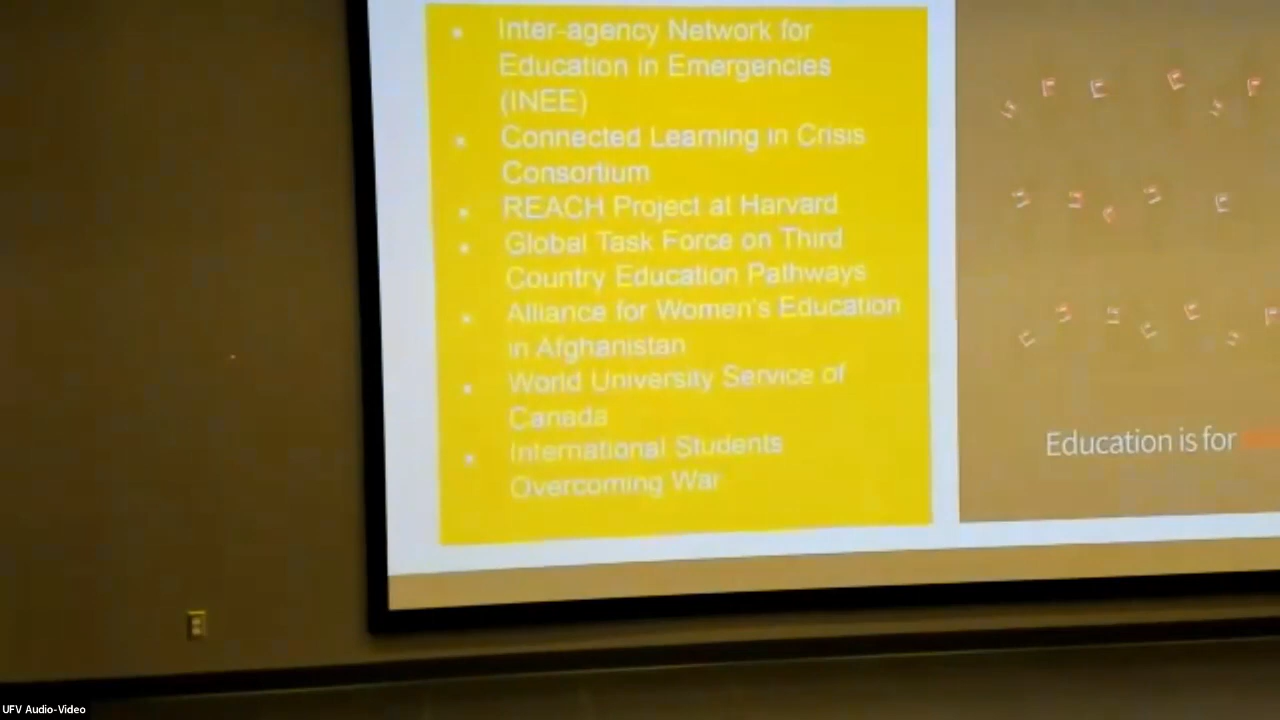 Inter-agency Network for
Education in Emergencies
(INEE)
Connected Learning in Crisis
Consortium
REACH Project at Harvard
Global Task Force on Third
Country Education Pathways
Alliance for Women's Education
in Afghanistan
World University Service of
Canada
International Students
Overcoming War
Education is for
UFV Audio-Video